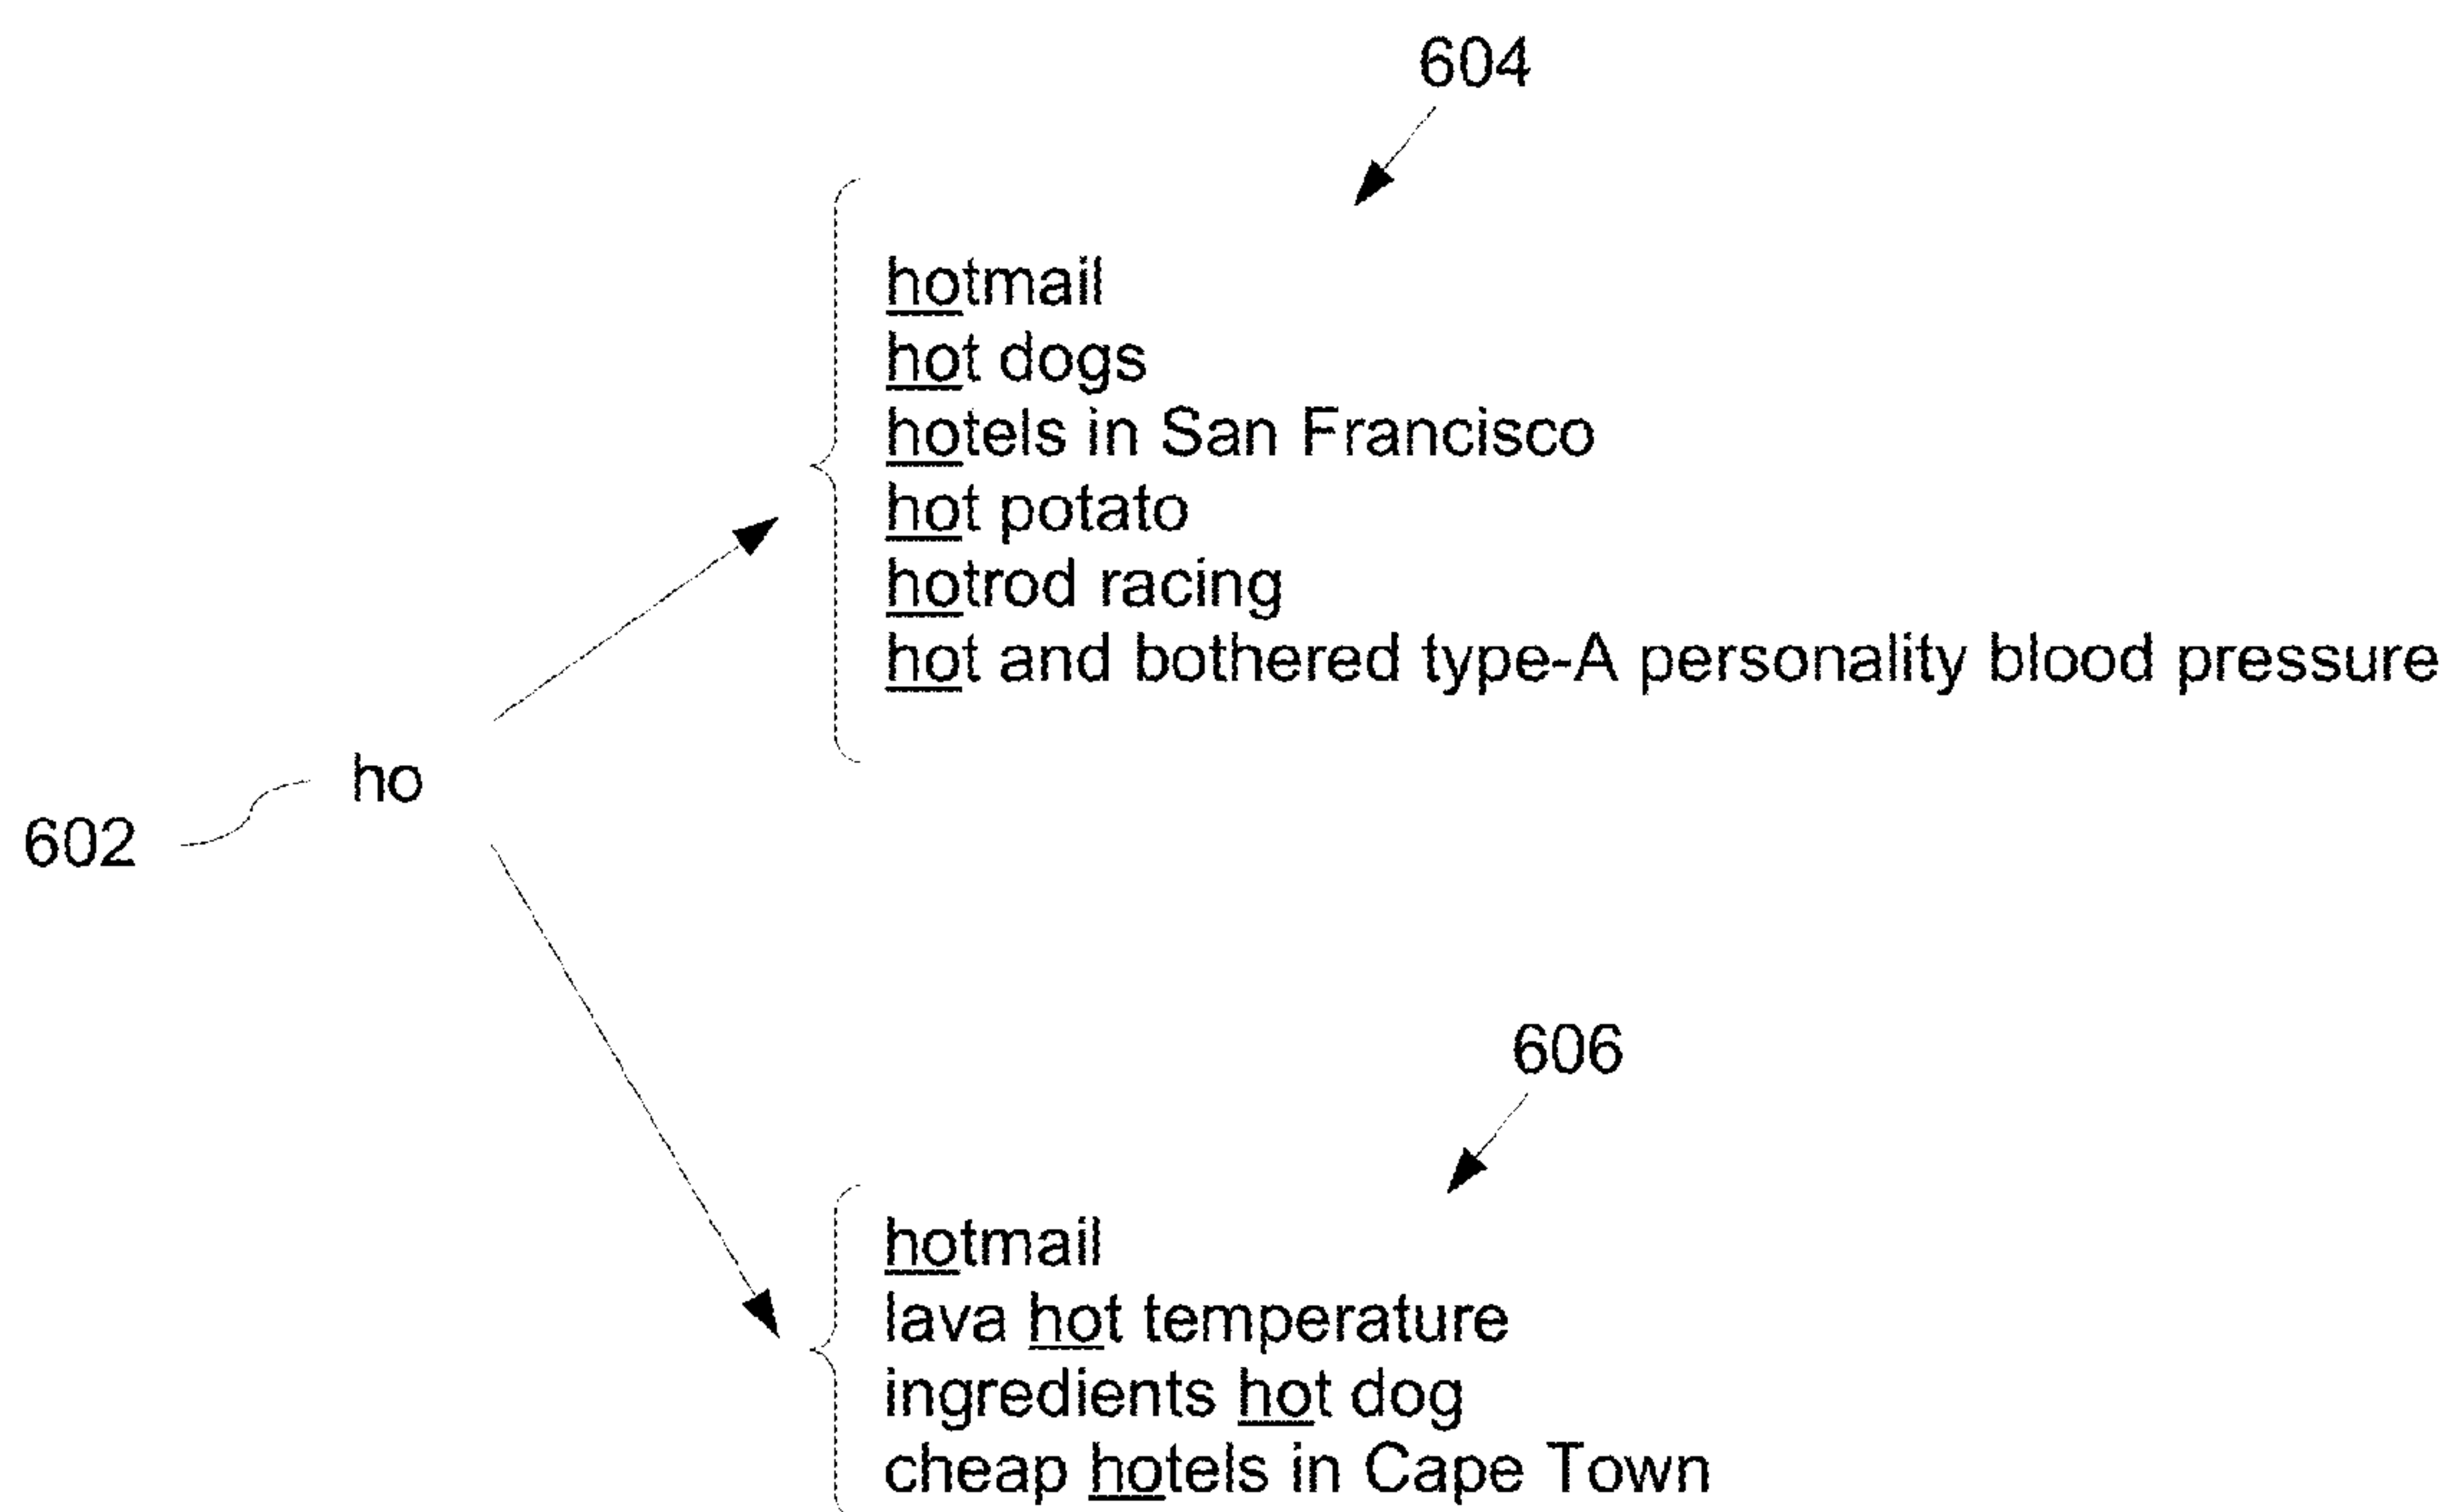 604
hotmail
hot dogs
hotels in San Francisco
hot potato
hotrod racing
hot and bothered type-A personality blood pressure
ho
602
606
hotmail
lava hot temperature
ingredients hot dog
cheap hotels in Cape Town